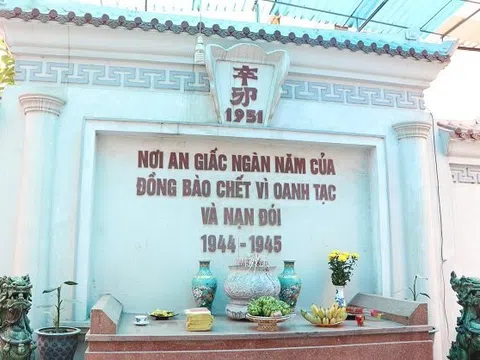 辛
卯
1951
NƠI AN GIẤC NGÀN NĂM CỦA
ĐỒNG BÀO CHẾT VÌ OANH TẠC
VÀ NẠN ĐÓI
1944 - 1945